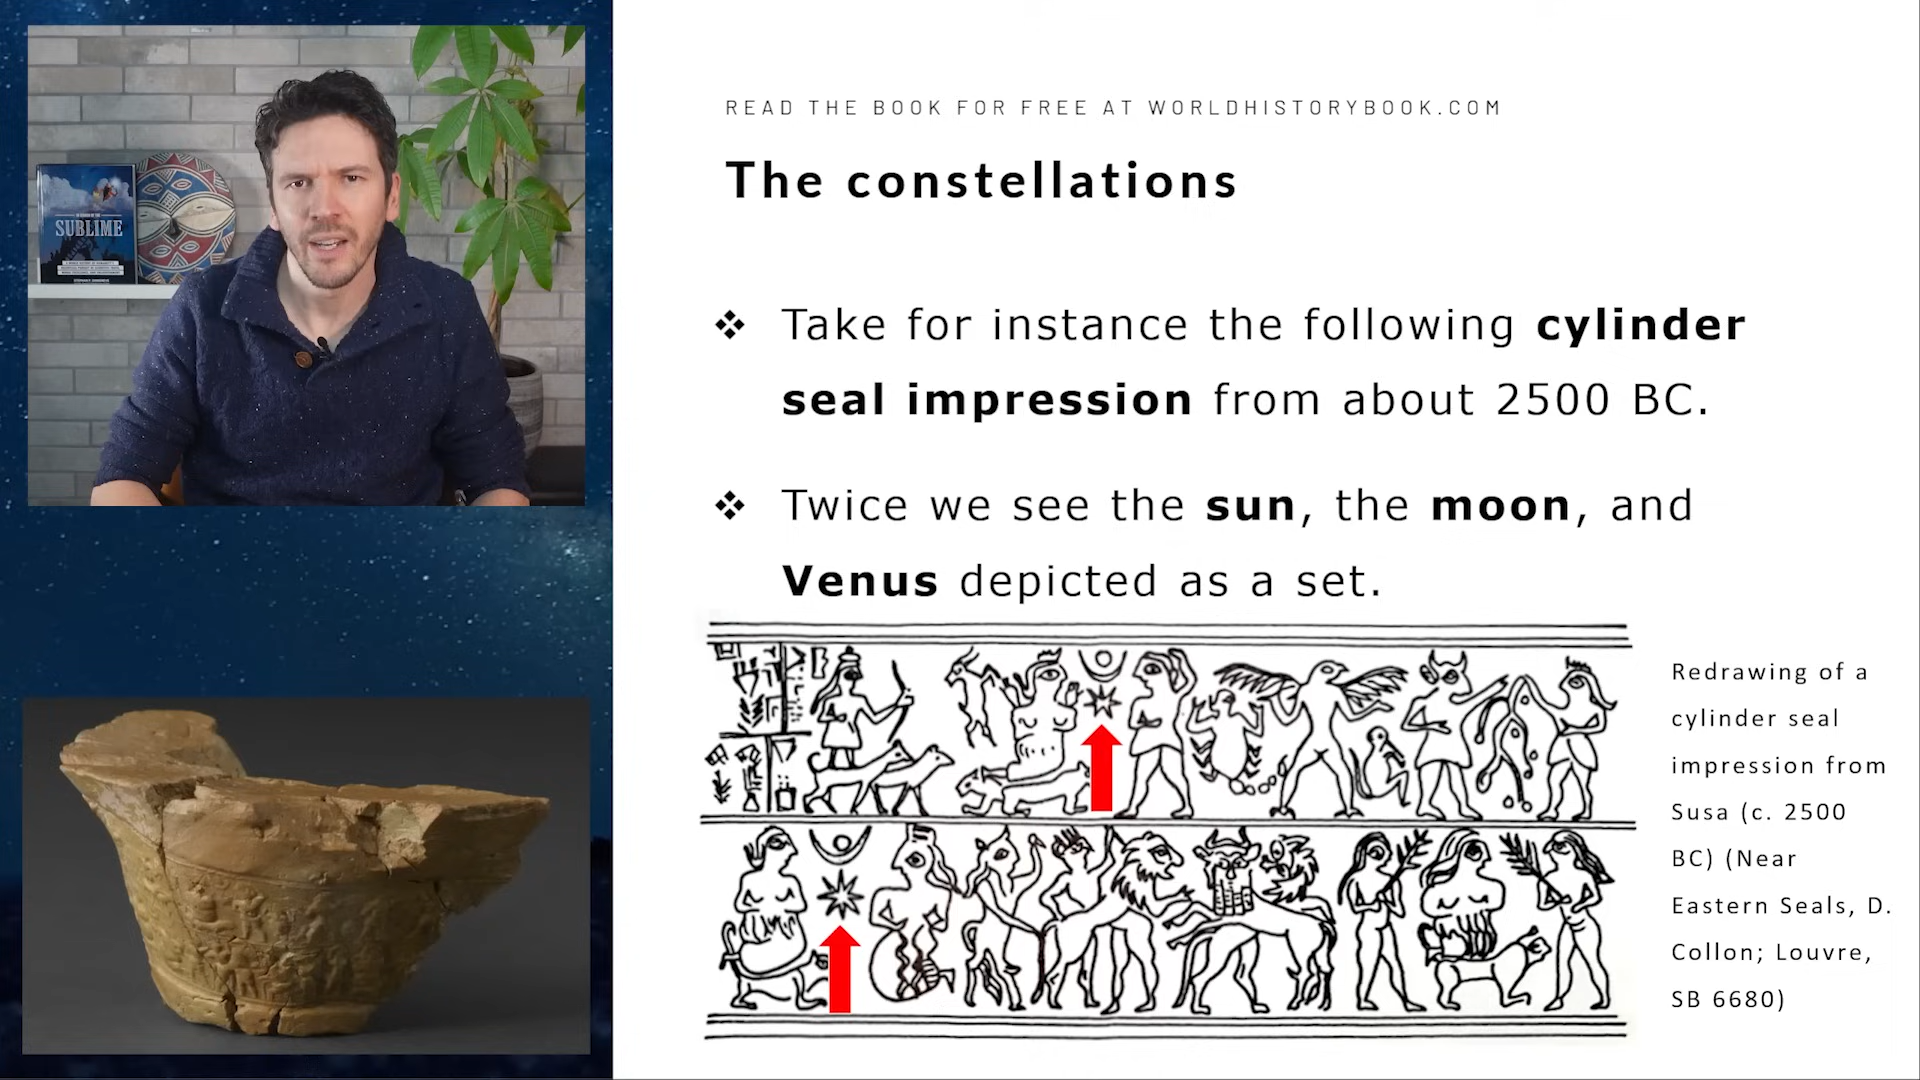 READ THE BOOK FOR FREE AT WORLDHISTORYBOOK.COM
The constellations
❖ Take for instance the following cylinder
seal impression from about 2500 BC.
❖ Twice we see the sun, the moon, and
Venus depicted as a set.
Redrawing of a
cylinder seal
impression from
Susa (c. 2500
BC) (Near
Eastern Seals, D.
Collon; Louvre,
SB 6680)
SUBLIME